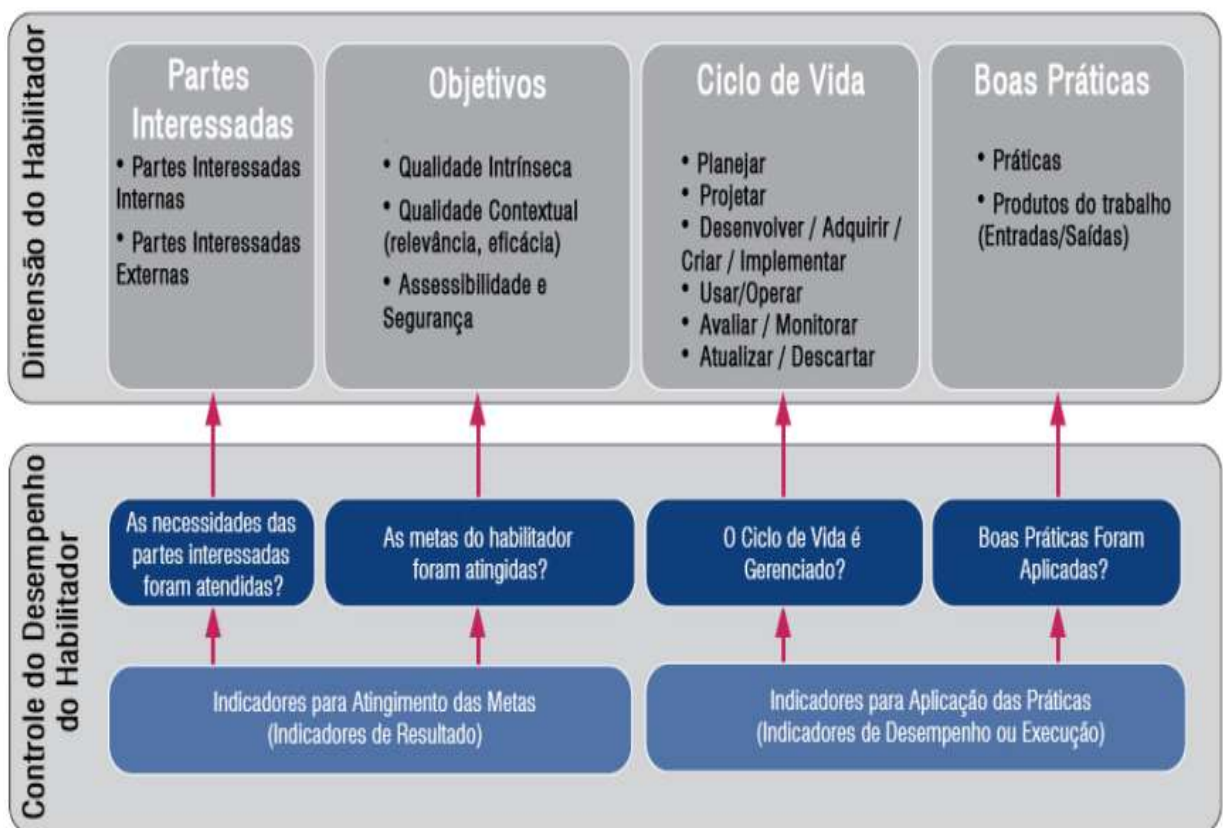 Dimensão do Habilitador
Partes
Interessadas
• Partes Interessadas
Internas
• Partes Interessadas
Externas
Objetivos
• Qualidade Intrínseca
• Qualidade Contextual
(relevância, eficácia)
• Assessibilidade e
Segurança
Ciclo de Vida
• Planejar
• Projetar
• Desenvolver / Adquirir /
Criar / Implementar
• Usar/Operar
• Avaliar / Monitorar
• Atualizar / Descartar
Boas Práticas
• Práticas
• Produtos do trabalho
(Entradas/Saídas)
Controle do Desempenho
do Habilitador
As necessidades das
partes interessadas
foram atendidas?
As metas do habilitador
foram atingidas?
O Ciclo de Vida é
Gerenciado?
Boas Práticas Foram
Aplicadas?
Indicadores para Atingimento das Metas
(Indicadores de Resultado)
Indicadores para Aplicação das Práticas
(Indicadores de Desempenho ou Execução)